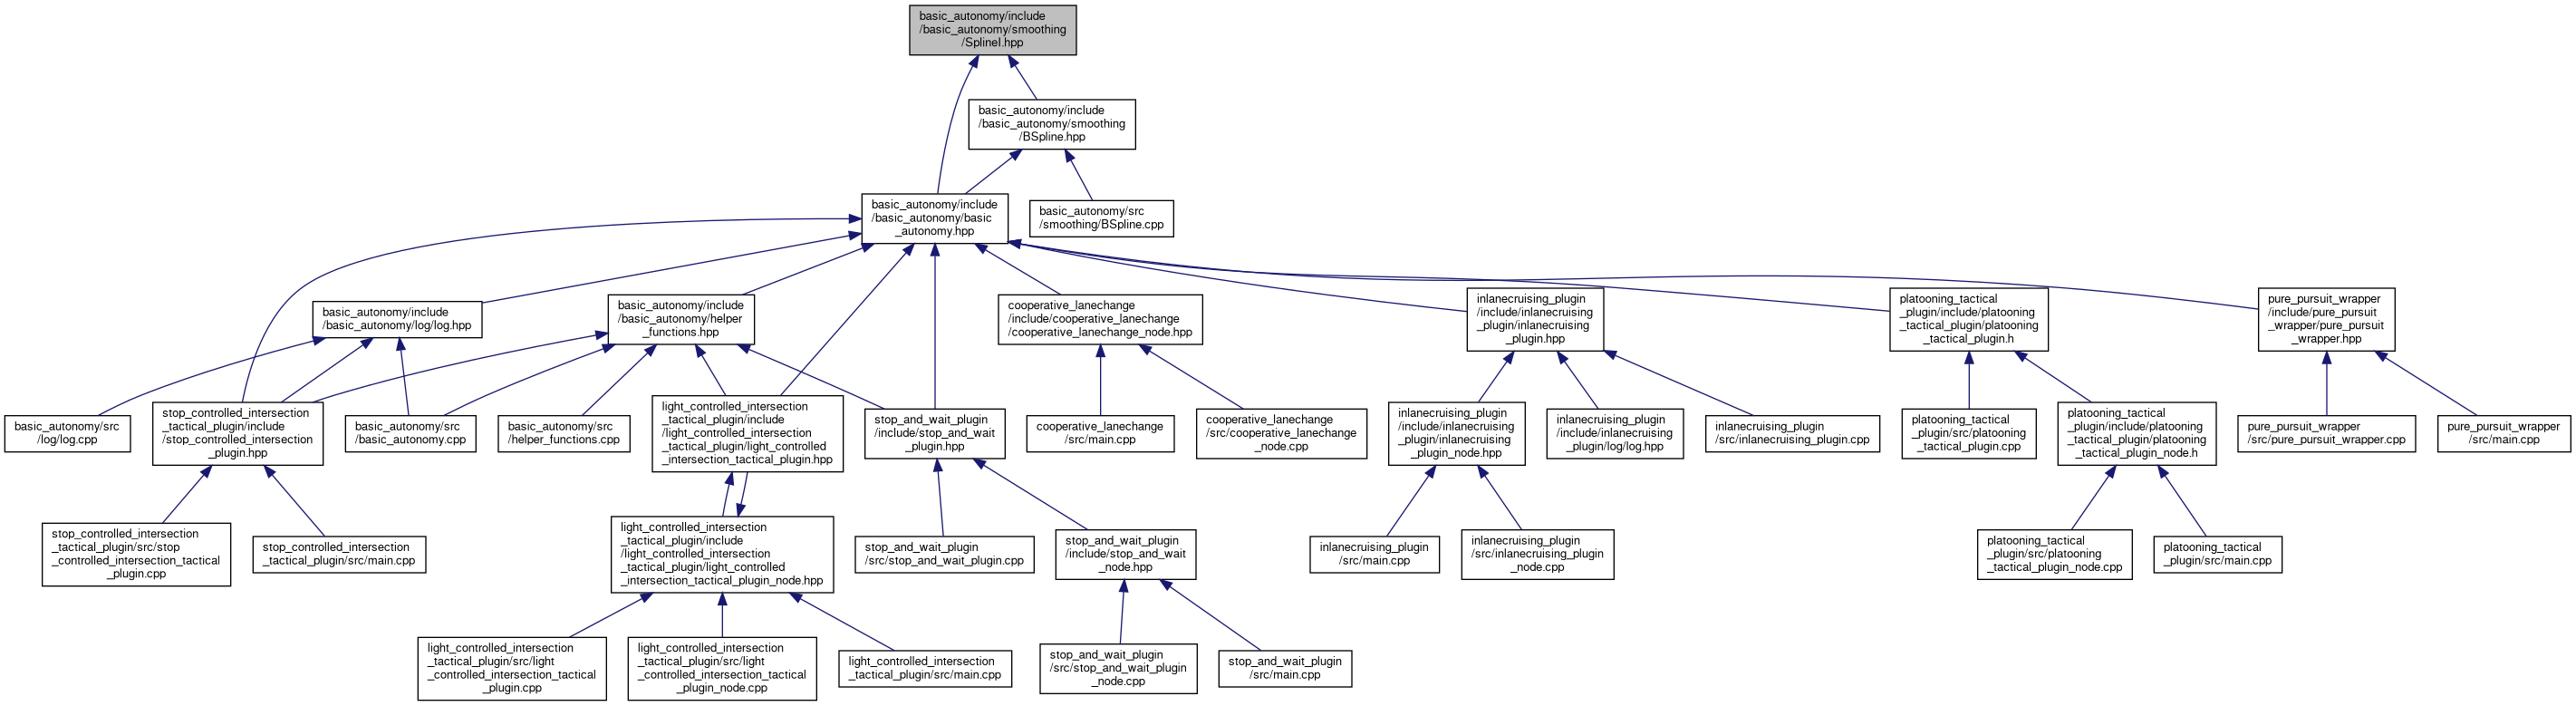 basic_autonomy/include
/basic_autonomy/smoothing
/SplineI.hpp
basic_autonomy/include
/basic_autonomy/smoothing
/BSpline.hpp
basic_autonomy/include
/basic_autonomy/basic
_autonomy.hpp
basic_autonomy/src
/smoothing/BSpline.cpp
basic_autonomy/include
/basic_autonomy/log/log.hpp
basic_autonomy/include
/basic_autonomy/helper
_functions.hpp
cooperative_lanechange
/include/cooperative_lanechange
/cooperative_lanechange_node.hpp
inlanecruising_plugin
/include/inlanecruising
_plugin/inlanecruising
_plugin.hpp
platooning_tactical
_plugin/include/platooning
_tactical_plugin/platooning
_tactical_plugin.h
pure_pursuit_wrapper
/include/pure_pursuit
_wrapper/pure_pursuit
_wrapper.hpp
basic_autonomy/src
/log/log.cpp
stop_controlled_intersection
_tactical_plugin/include
/stop_controlled_intersection
_plugin.hpp
basic_autonomy/src
/basic_autonomy.cpp
basic_autonomy/src
/helper_functions.cpp
light_controlled_intersection
_tactical_plugin/include
/light_controlled_intersection
_tactical_plugin/light_controlled
_intersection_tactical_plugin.hpp
stop_and_wait_plugin
/include/stop_and_wait
_plugin.hpp
cooperative_lanechange
/src/main.cpp
cooperative_lanechange
/src/cooperative_lanechange
_node.cpp
inlanecruising_plugin
/include/inlanecruising
_plugin/inlanecruising
_plugin_node.hpp
inlanecruising_plugin
/include/inlanecruising
_plugin/log/log.hpp
inlanecruising_plugin
/src/inlanecruising_plugin.cpp
platooning_tactical
_plugin/src/platooning
_tactical_plugin.cpp
platooning_tactical
_plugin/include/platooning
_tactical_plugin/platooning
_tactical_plugin_node.h
pure_pursuit_wrapper
/src/pure_pursuit_wrapper.cpp
pure_pursuit_wrapper
/src/main.cpp
stop_controlled_intersection
_tactical_plugin/src/stop
_controlled_intersection_tactical
_plugin.cpp
stop_controlled_intersection
_tactical_plugin/src/main.cpp
light_controlled_intersection
_tactical_plugin/include
/light_controlled_intersection
_tactical_plugin/light_controlled
_intersection_tactical_plugin_node.hpp
stop_and_wait_plugin
/src/stop_and_wait_plugin.cpp
stop_and_wait_plugin
/include/stop_and_wait
_node.hpp
inlanecruising_plugin
/src/main.cpp
inlanecruising_plugin
/src/inlanecruising_plugin
_node.cpp
platooning_tactical
_plugin/src/platooning
_tactical_plugin_node.cpp
platooning_tactical
_plugin/src/main.cpp
light_controlled_intersection
_tactical_plugin/src/light
_controlled_intersection_tactical
_plugin.cpp
light_controlled_intersection
_tactical_plugin/src/light
_controlled_intersection_tactical
_plugin_node.cpp
light_controlled_intersection
_tactical_plugin/src/main.cpp
stop_and_wait_plugin
/src/stop_and_wait_plugin
_node.cpp
stop_and_wait_plugin
/src/main.cpp